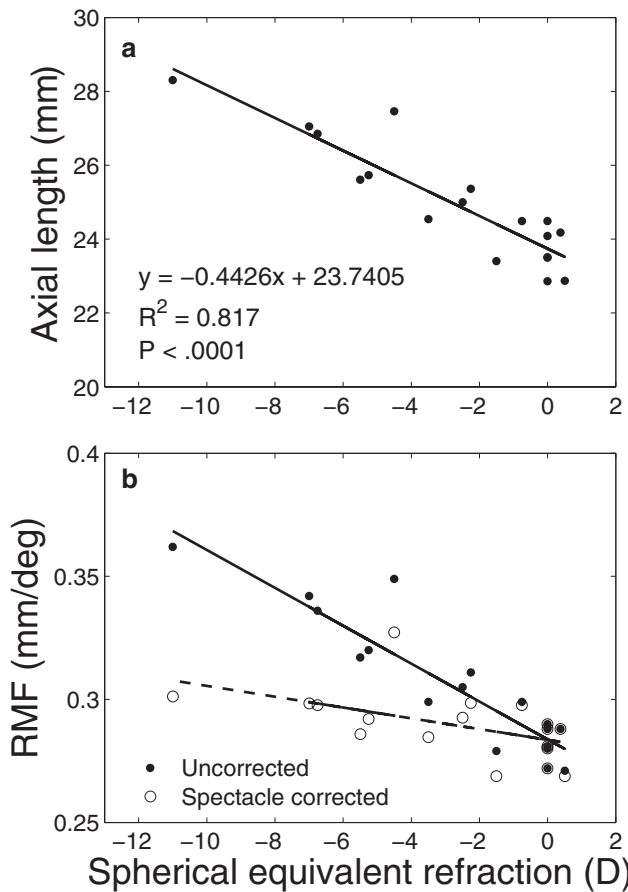 a
30
28
26
24
22
20
Axial length (mm)
y = −0.4426x + 23.7405
R2 = 0.817
P < .0001
−12 −10 −8 −6 −4 −2 0 2
b
0.4
0.35
0.3
0.25
RMF (mm/deg)
Uncorrected
Spectacle corrected
−12 −10 −8 −6 −4 −2 0 2
Spherical equivalent refraction (D)